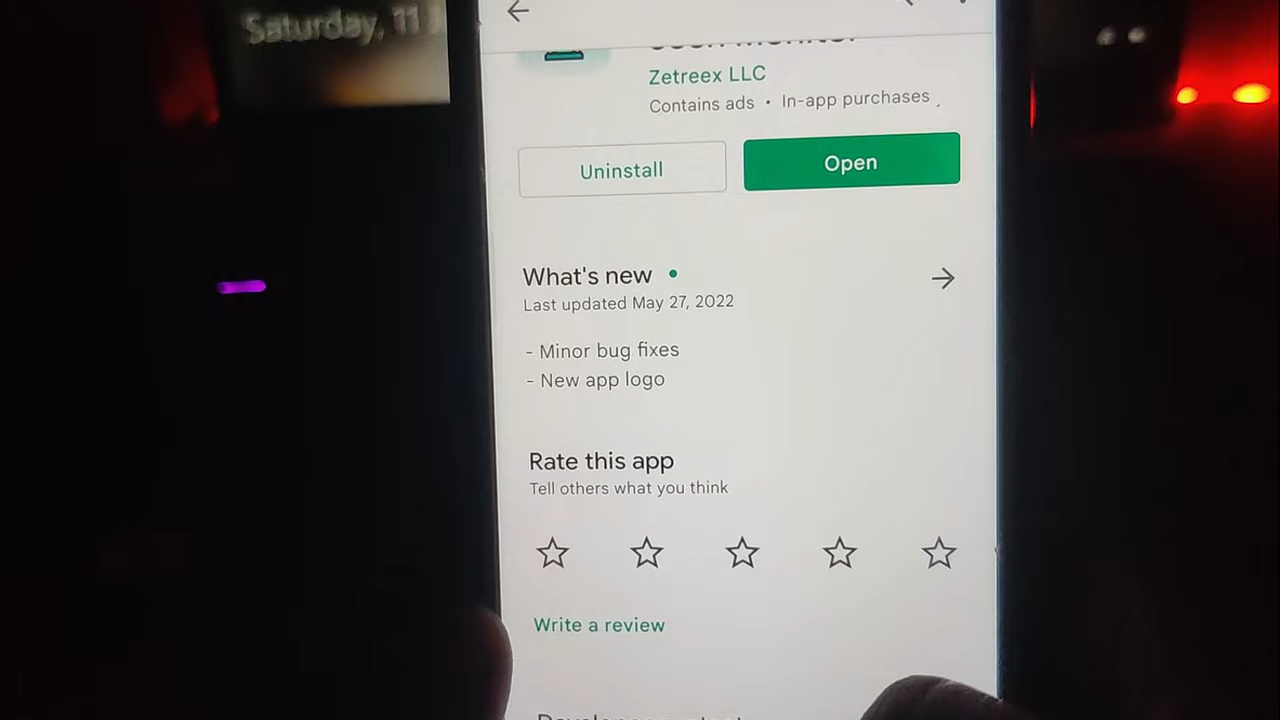 Saturday, 11
Zetreex LLC
Contains ads • In-app purchases
Uninstall
Open
What's new •
Last updated May 27, 2022
- Minor bug fixes
- New app logo
Rate this app
Tell others what you think
Write a review